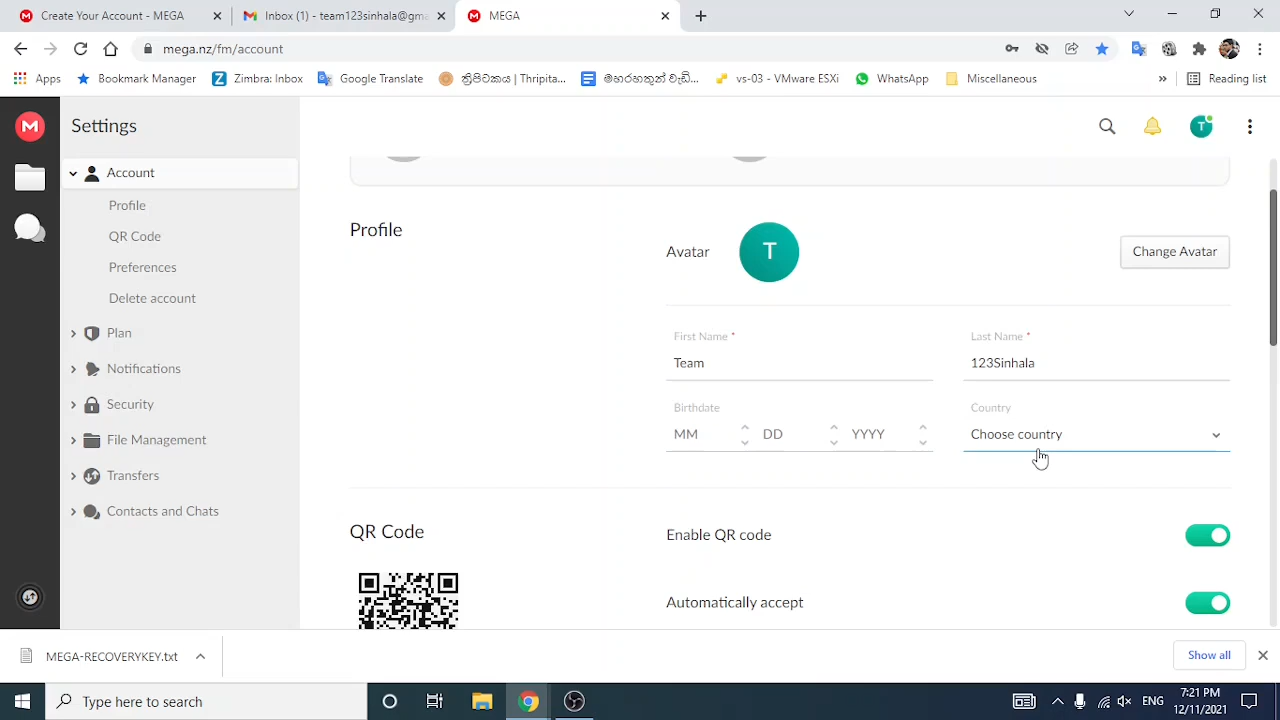 Create Your Account - MEGA
Inbox (1) - team123sinhala@gma
MEGA
mega.nz/fm/account
Apps
Bookmark Manager
Zimbra: Inbox
Google Translate
ත්‍රිපිටකය | Thripita...
මහරහතුන් වැඩි...
vs-03 - VMware ESXi
WhatsApp
Miscellaneous
»
Reading list
M
Settings
T
Account
Profile
QR Code
Preferences
Delete account
Plan
Notifications
Security
File Management
Transfers
Contacts and Chats
Profile
Avatar
T
Change Avatar
First Name *
Team
Last Name *
123Sinhala
Birthdate
MM
DD
YYYY
Country
Choose country
QR Code
Enable QR code
Automatically accept
MEGA-RECOVERYKEY.txt
Show all
Type here to search
ENG
7:21 PM
12/11/2021